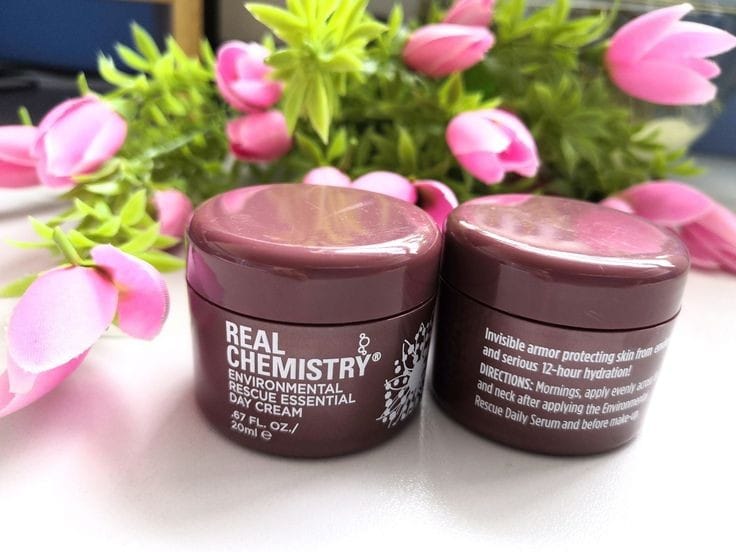 REAL
CHEMISTRY®
ENVIRONMENTAL
RESCUE ESSENTIAL
DAY CREAM
.67 FL. OZ./
20ml ℮
Invisible armor protecting skin from
and serious 12-hour hydration!
DIRECTIONS: Mornings, apply evenly
and neck after applying the Environmental
Rescue Daily Serum and before make-up.